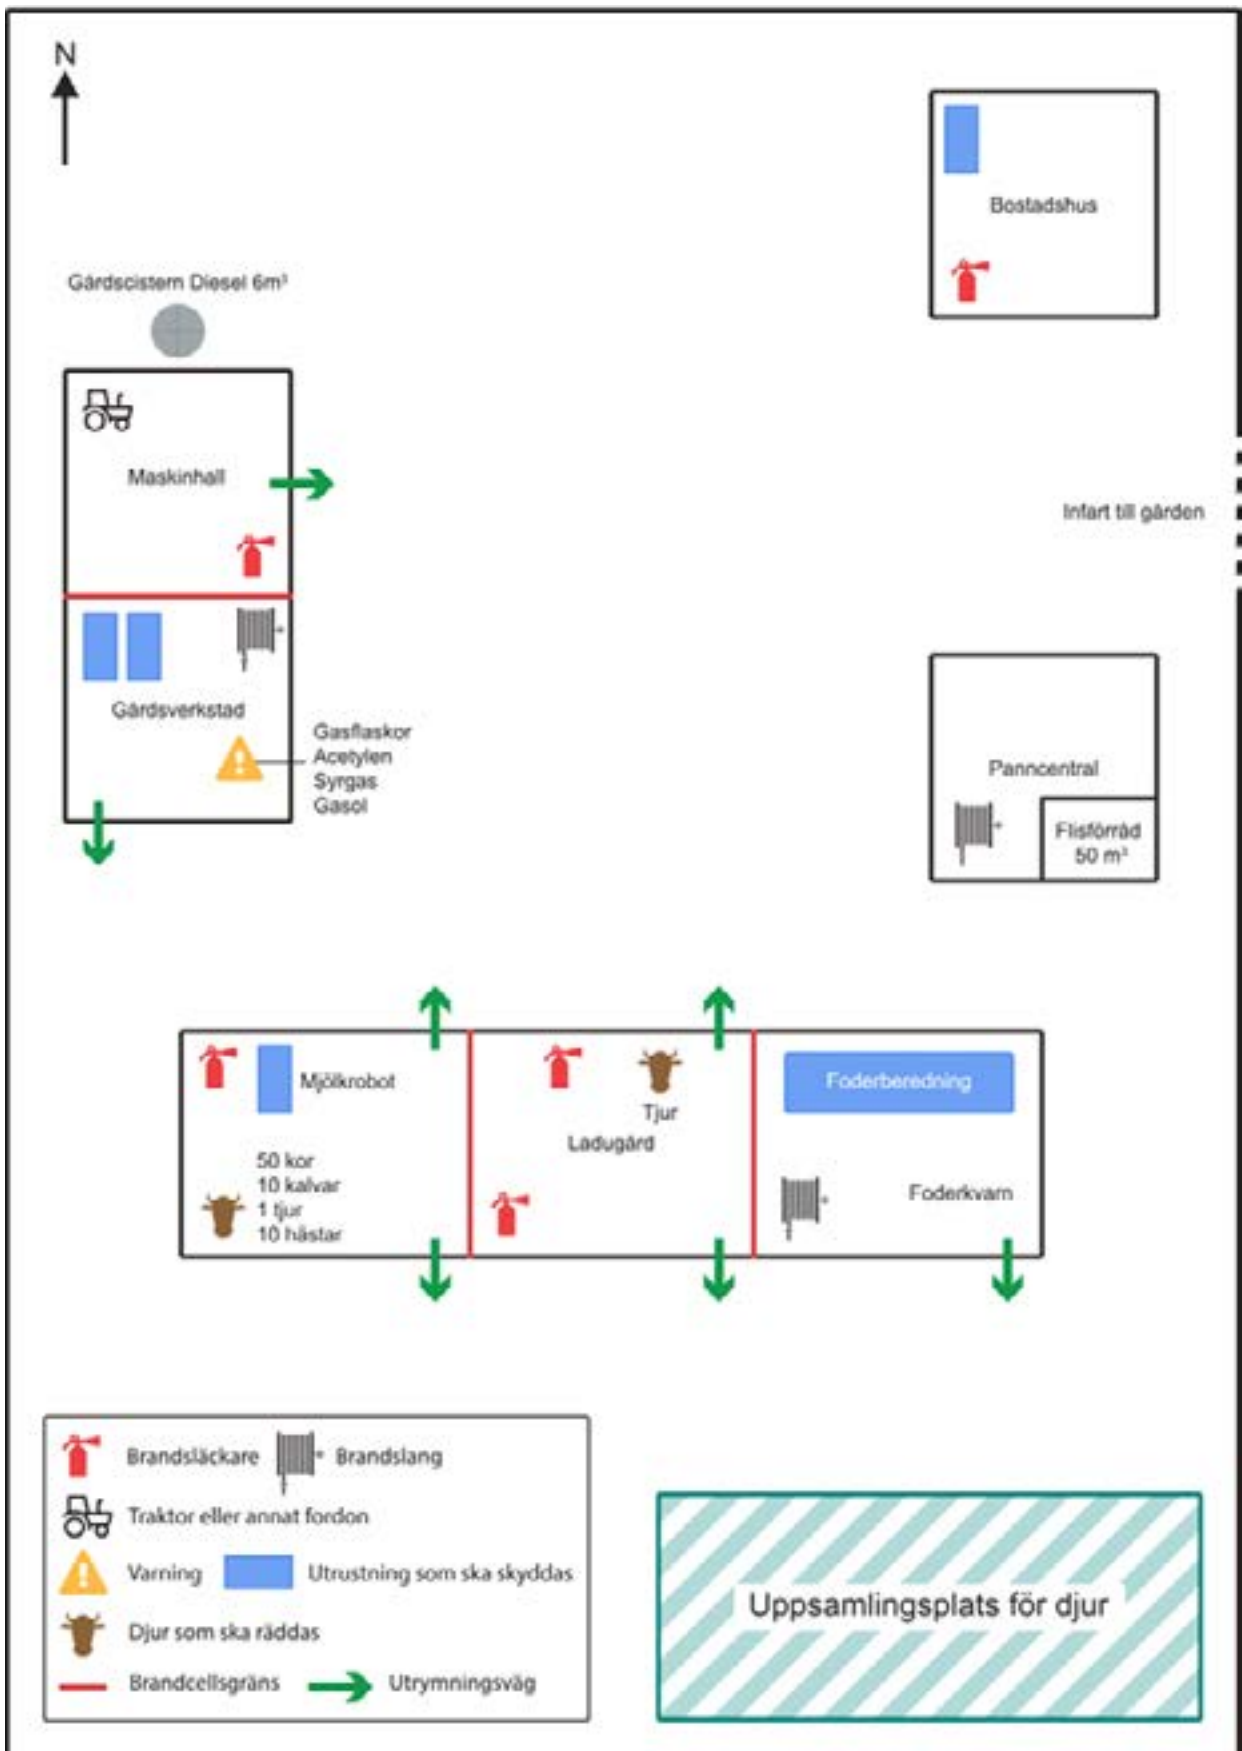 N
Bostadshus
Gårdscistern Diesel 6m³
Maskinhall
Infart till gården
Gårdsverkstad
Gasflaskor
Acetylen
Syrgas
Gasol
Panncentral
Flisförråd
50 m³
Mjölkrobot
50 kor
10 kalvar
1 tjur
10 hästar
Tjur
Ladugård
Foderberedning
Foderkvarn
Brandsläckare
Brandslang
Traktor eller annat fordon
Varning
Utrustning som ska skyddas
Djur som ska räddas
Brandcellsgräns
Utrymningsväg
Uppsamlingsplats för djur